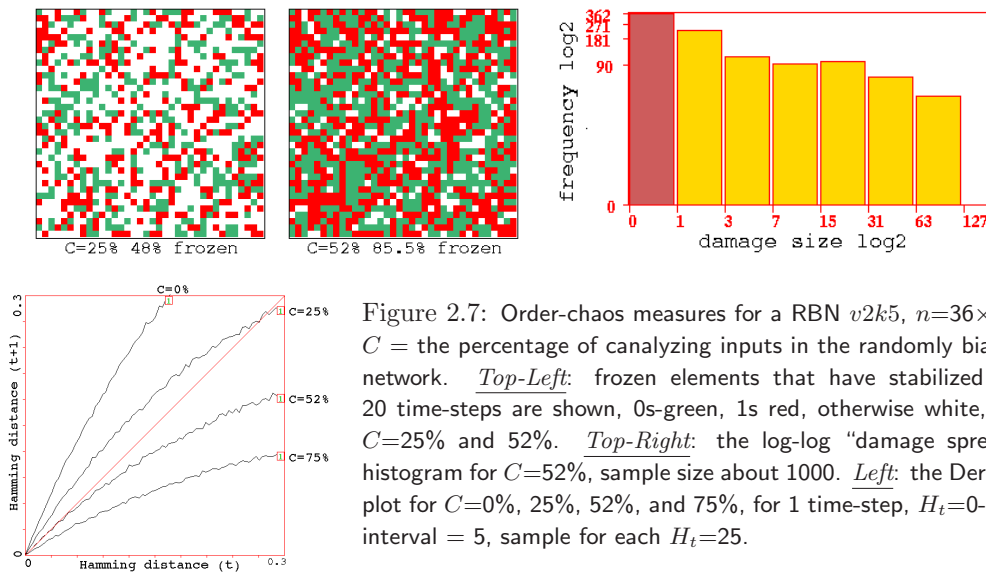 C=25% 48% frozen
C=52% 85.5% frozen
frequency log2
362
271
181
90
0
0 1 3 7 15 31 63 127
damage size log2
C=0%
C=25%
C=52%
C=75%
0.3
Hamming distance (t+1)
0
0
Hamming distance (t)
0.3
Figure 2.7: Order-chaos measures for a RBN v2k5, n=36×
C = the percentage of canalyzing inputs in the randomly bia
network. Top-Left: frozen elements that have stabilized
20 time-steps are shown, 0s-green, 1s red, otherwise white,
C=25% and 52%. Top-Right: the log-log “damage spre
histogram for C=52%, sample size about 1000. Left: the Der
plot for C=0%, 25%, 52%, and 75%, for 1 time-step, Ht=0-
interval = 5, sample for each Ht=25.